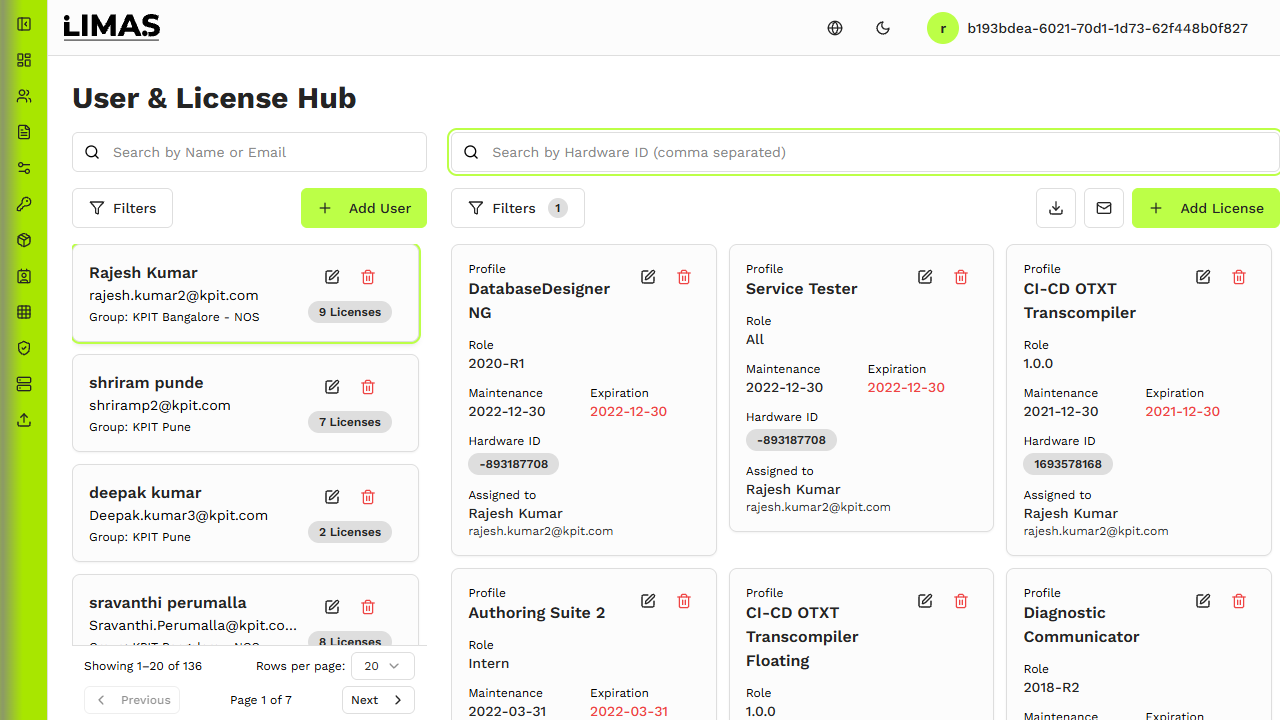 LIMAS
r
b193bdea-6021-70d1-1d73-62f448b0f827
User & License Hub
Search by Name or Email
Search by Hardware ID (comma separated)
Filters
Add User
Filters
1
Add License
Rajesh Kumar
rajesh.kumar2@kpit.com
Group: KPIT Bangalore - NOS
9 Licenses
shriram punde
shriramp2@kpit.com
Group: KPIT Pune
7 Licenses
deepak kumar
Deepak.kumar3@kpit.com
Group: KPIT Pune
2 Licenses
sravanthi perumalla
Sravanthi.Perumalla@kpit.co...
8 Licenses
Showing 1–20 of 136
Rows per page:
20
Previous
Page 1 of 7
Next
Profile
DatabaseDesigner
NG
Role
2020-R1
Maintenance
Expiration
2022-12-30
2022-12-30
Hardware ID
-893187708
Assigned to
Rajesh Kumar
rajesh.kumar2@kpit.com
Profile
Service Tester
Role
All
Maintenance
Expiration
2022-12-30
2022-12-30
Hardware ID
-893187708
Assigned to
Rajesh Kumar
rajesh.kumar2@kpit.com
Profile
CI-CD OTXT
Transcompiler
Role
1.0.0
Maintenance
Expiration
2021-12-30
2021-12-30
Hardware ID
1693578168
Assigned to
Rajesh Kumar
rajesh.kumar2@kpit.com
Profile
Authoring Suite 2
Role
Intern
Maintenance
Expiration
2022-03-31
2022-03-31
Profile
CI-CD OTXT
Transcompiler
Floating
Role
1.0.0
Profile
Diagnostic
Communicator
Role
2018-R2
Maintenance
Expiration